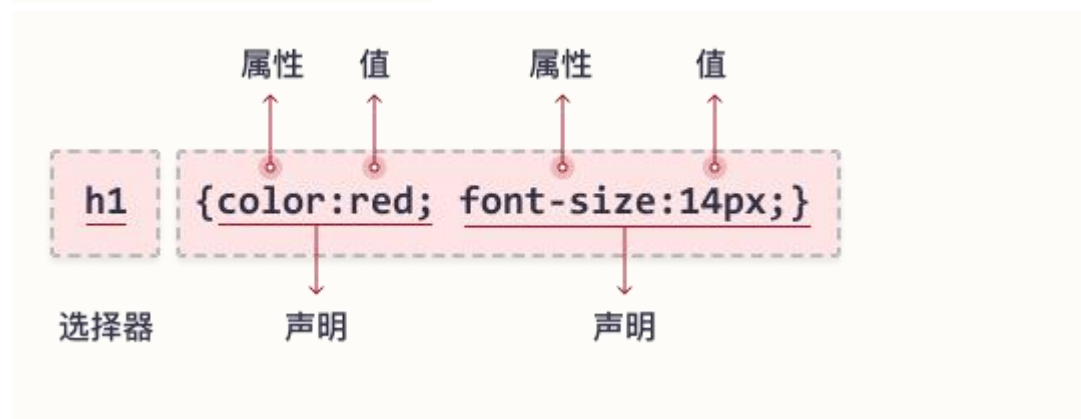 属性 值 属性 值
h1 {color:red; font-size:14px;}
选择器 声明 声明